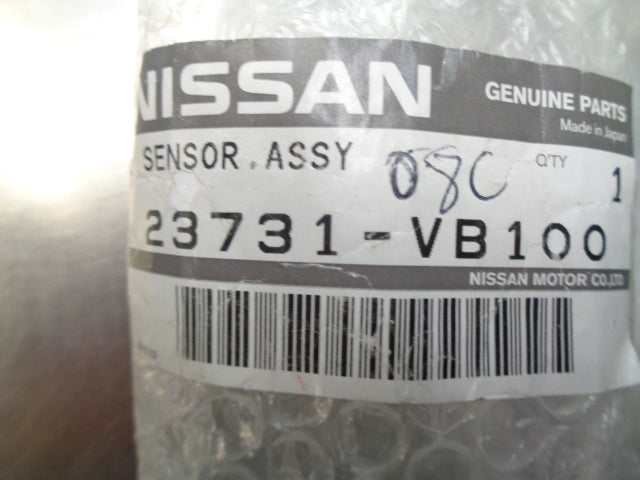 NISSAN
GENUINE PARTS
Made in Japan
SENSOR.ASSY 08C Q'TY 1
23731-VB100
NISSAN MOTOR CO.,LTD